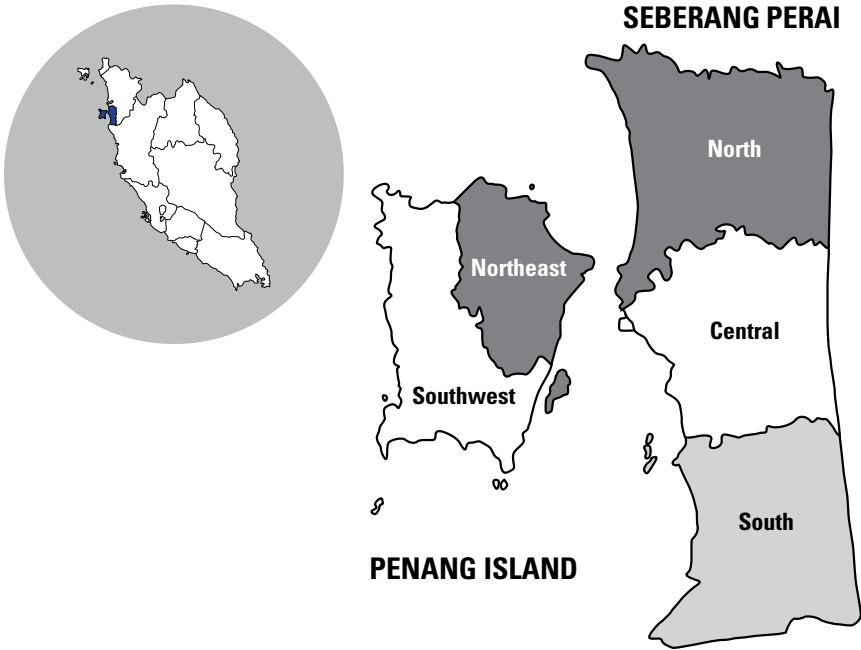 SEBERANG PERAI
North
Northeast
Central
Southwest
South
PENANG ISLAND